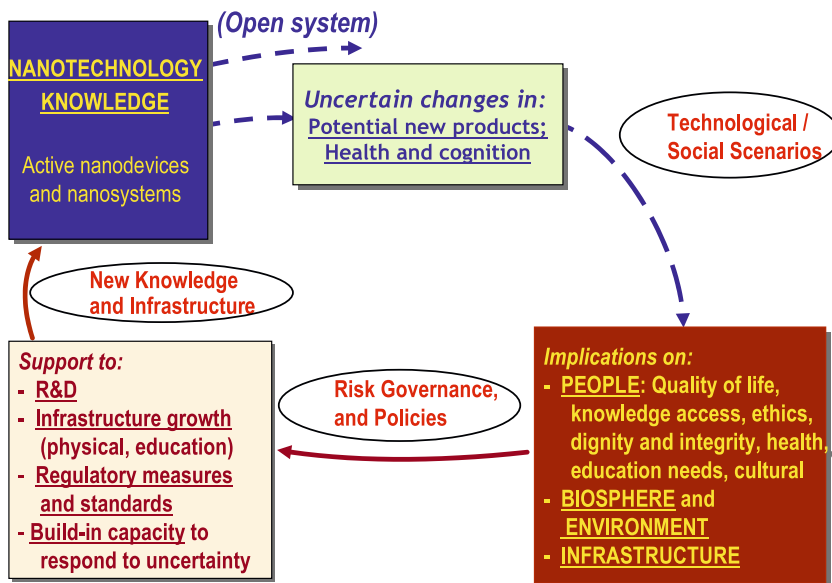 (Open system)
NANOTECHNOLOGY
KNOWLEDGE
Active nanodevices
and nanosystems
Uncertain changes in:
Potential new products;
Health and cognition
Technological /
Social Scenarios
New Knowledge
and Infrastructure
Support to:
- R&D
- Infrastructure growth
(physical, education)
- Regulatory measures
and standards
- Build-in capacity to
respond to uncertainty
Risk Governance,
and Policies
Implications on:
- PEOPLE: Quality of life,
knowledge access, ethics,
dignity and integrity, health,
education needs, cultural
- BIOSPHERE and
ENVIRONMENT
- INFRASTRUCTURE